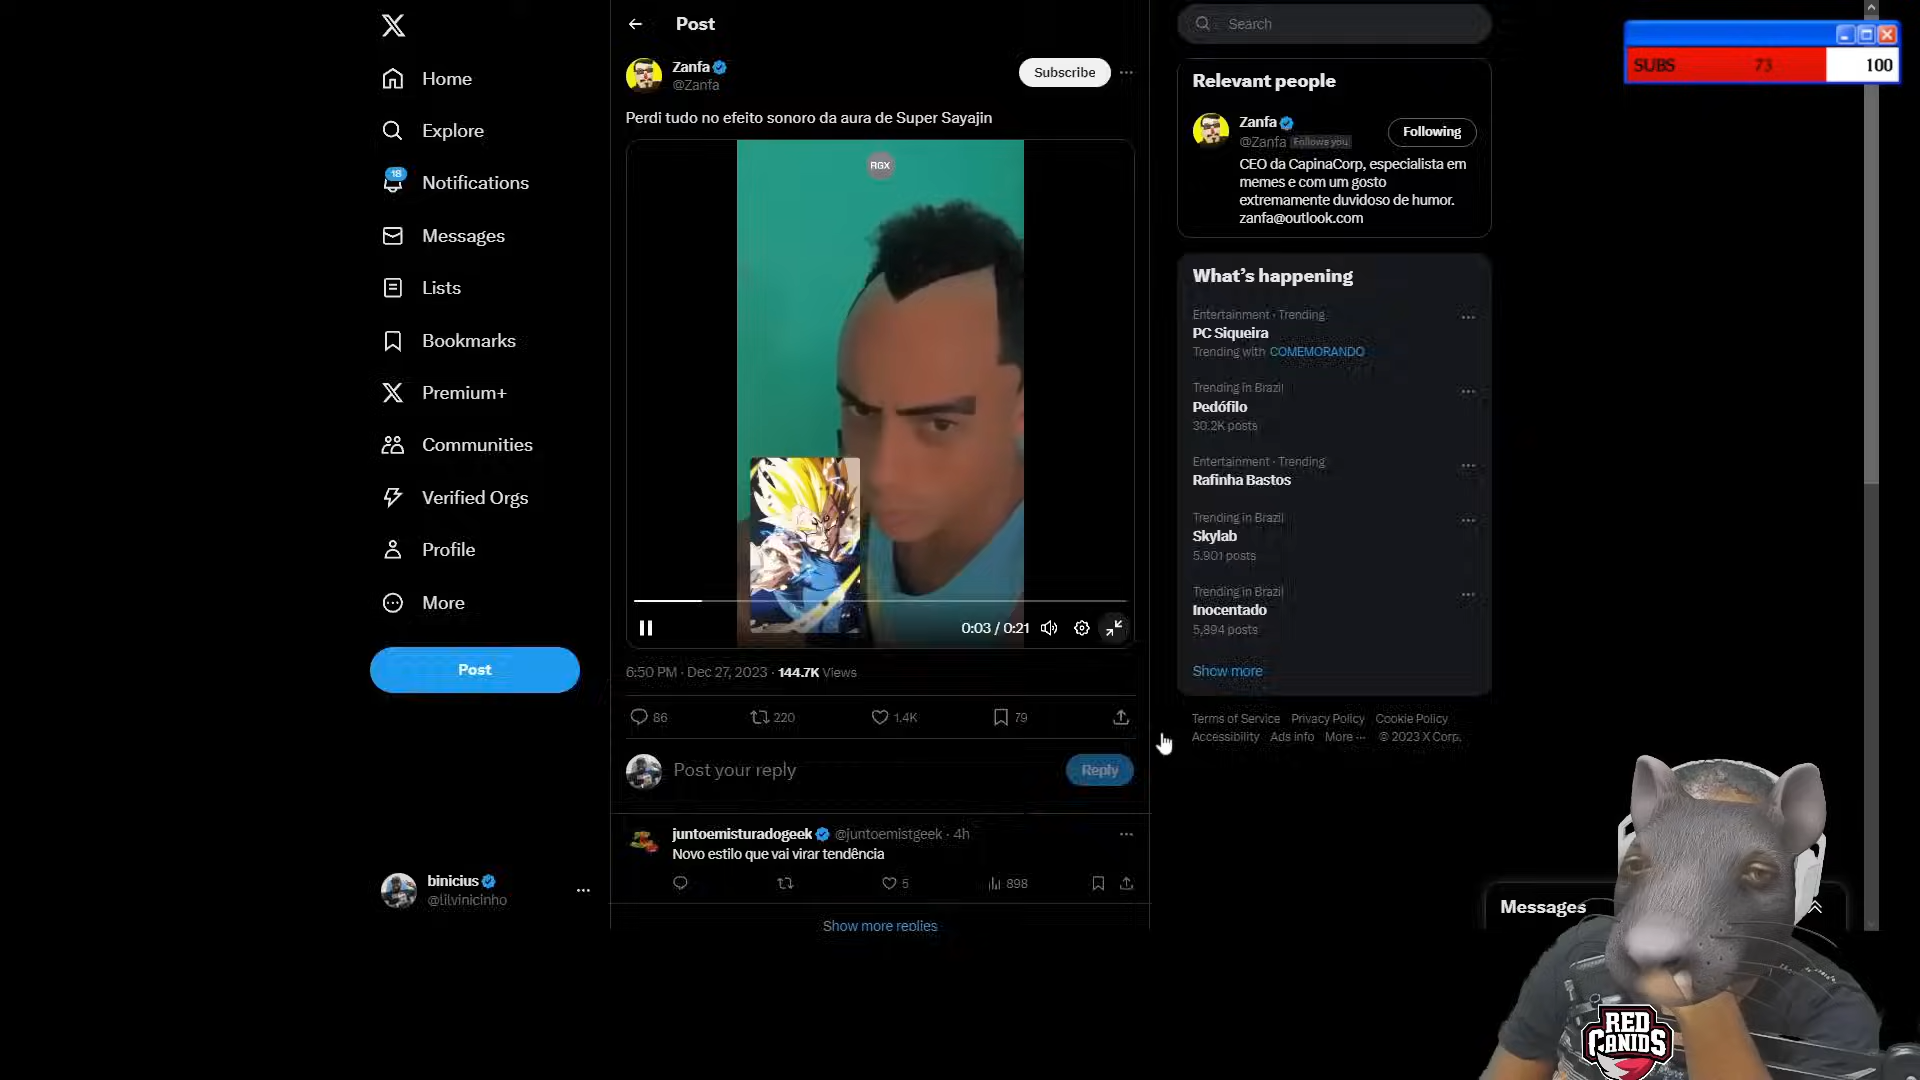 Home
Explore
18
Notifications
Messages
Lists
Bookmarks
Premium+
Communities
Verified Orgs
Profile
More
Post
binicius
@lilvinicinho
Post
Zanfa
@Zanfa
Subscribe
Perdi tudo no efeito sonoro da aura de Super Sayajin
RGX
0:03 / 0:21
6:50 PM · Dec 27, 2023 · 144.7K Views
86
220
1.4K
79
Post your reply
Reply
juntoemisturadogeek @juntoemistgeek · 4h
Novo estilo que vai virar tendência
5
898
Show more replies
Search
Relevant people
Zanfa
@Zanfa Follows you
Following
CEO da CapinaCorp, especialista em
memes e com um gosto
extremamente duvidoso de humor.
zanfa@outlook.com
What's happening
Entertainment · Trending
PC Siqueira
Trending with COMEMORANDO
Trending in Brazil
Pedófilo
30.2K posts
Entertainment · Trending
Rafinha Bastos
Trending in Brazil
Skylab
5,901 posts
Trending in Brazil
Inocentado
5,894 posts
Show more
Terms of Service Privacy Policy Cookie Policy
Accessibility Ads info More ··· © 2023 X Corp.
SUBS 73 100
Messages
RED
CANIDS